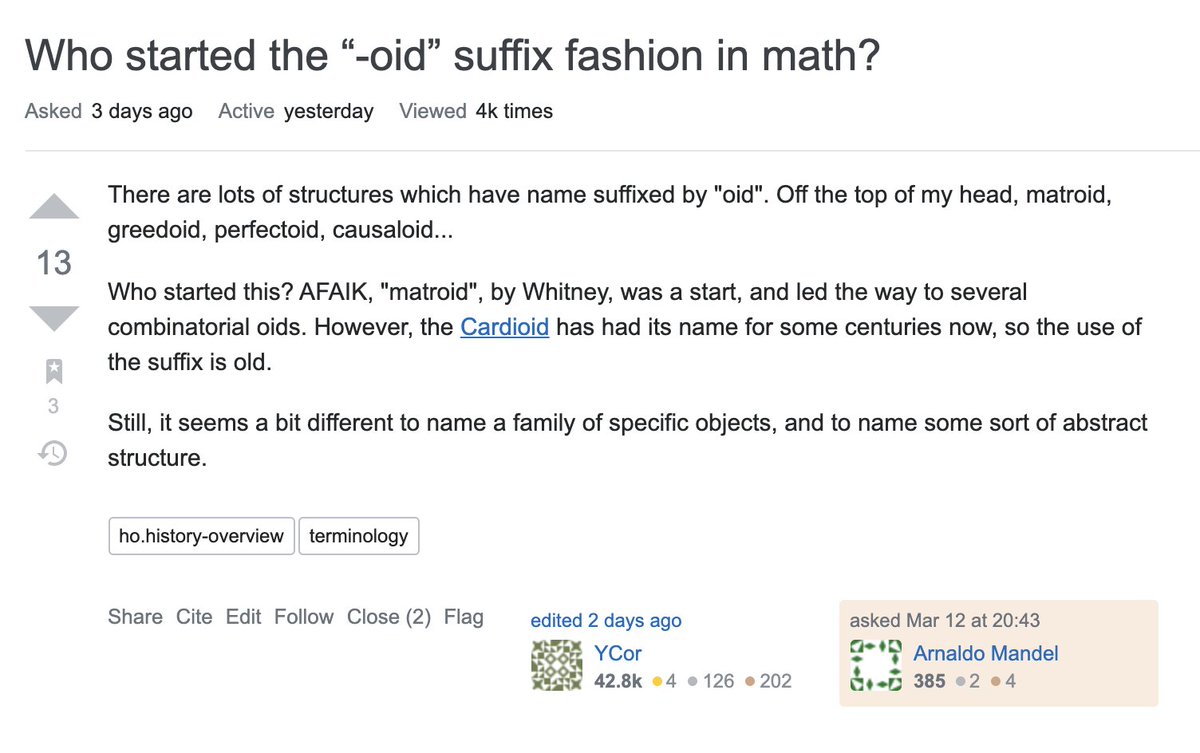 Who started the “-oid” suffix fashion in math?
Asked 3 days ago Active yesterday Viewed 4k times
There are lots of structures which have name suffixed by "oid". Off the top of my head, matroid,
greedoid, perfectoid, causaloid...
13
Who started this? AFAIK, "matroid", by Whitney, was a start, and led the way to several
combinatorial oids. However, the Cardioid has had its name for some centuries now, so the use of
the suffix is old.
3
Still, it seems a bit different to name a family of specific objects, and to name some sort of abstract
structure.
ho.history-overview terminology
Share Cite Edit Follow Close (2) Flag
edited 2 days ago
YCor
42.8k 4 126 202
asked Mar 12 at 20:43
Arnaldo Mandel
385 2 4